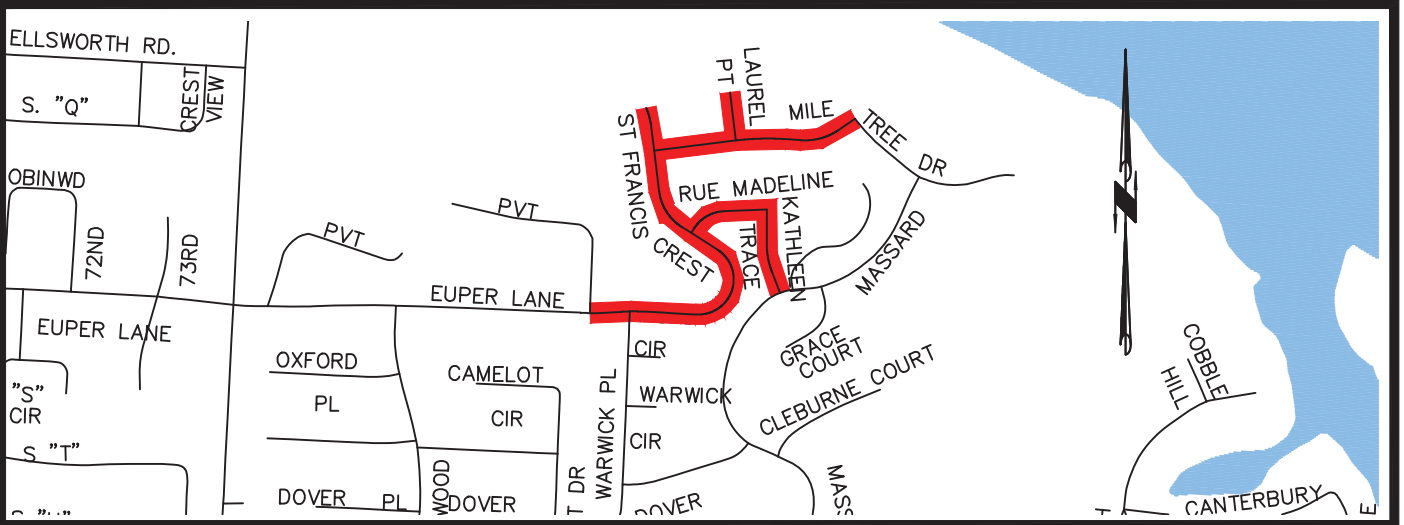 ELLSWORTH RD.
CREST
VIEW
S. "Q"
OBINWD
72ND
73RD
EUPER LANE
"S"
CIR
S "T"
PVT
PVT
EUPER LANE
OXFORD
PL
DOVER PL
CAMELOT
CIR
WOOD
DOVER
T DR
WARWICK PL
CIR
WARWICK
CIR
DOVER
ST FRANCIS
CREST
LAUREL
PT
MILE
TREE DR
RUE MADELINE
KATHLEEN
TRACE
MASSARD
GRACE
COURT
CLEBURNE COURT
MASS
N
COBBLE
HILL
CANTERBURY
H
E